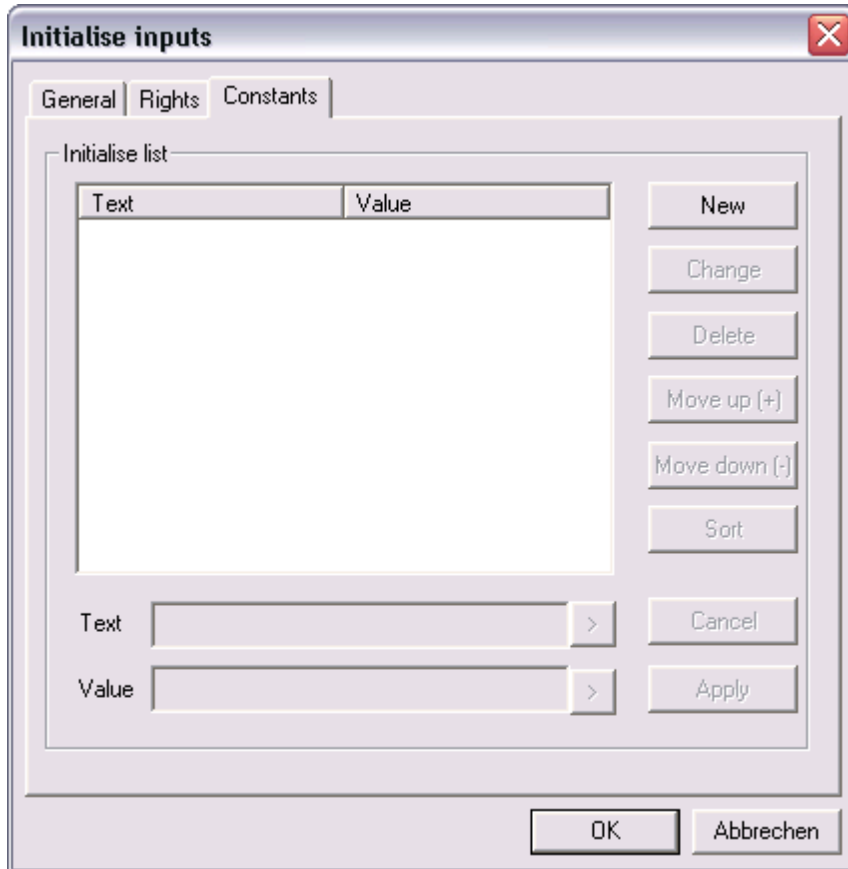 Initialise inputs
General Rights Constants
Initialise list
Text Value
New
Change
Delete
Move up (+)
Move down (-)
Sort
Text > Cancel
Value > Apply
OK Abbrechen